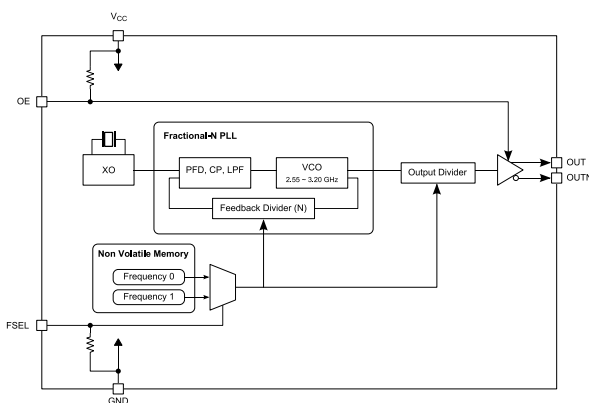 VCC
OE
Fractional-N PLL
XO
PFD, CP, LPF
VCO
2.55 ~ 3.20 GHz
Output Divider
OUT
OUTN
Feedback Divider (N)
Non Volatile Memory
Frequency 0
Frequency 1
FSEL
GND